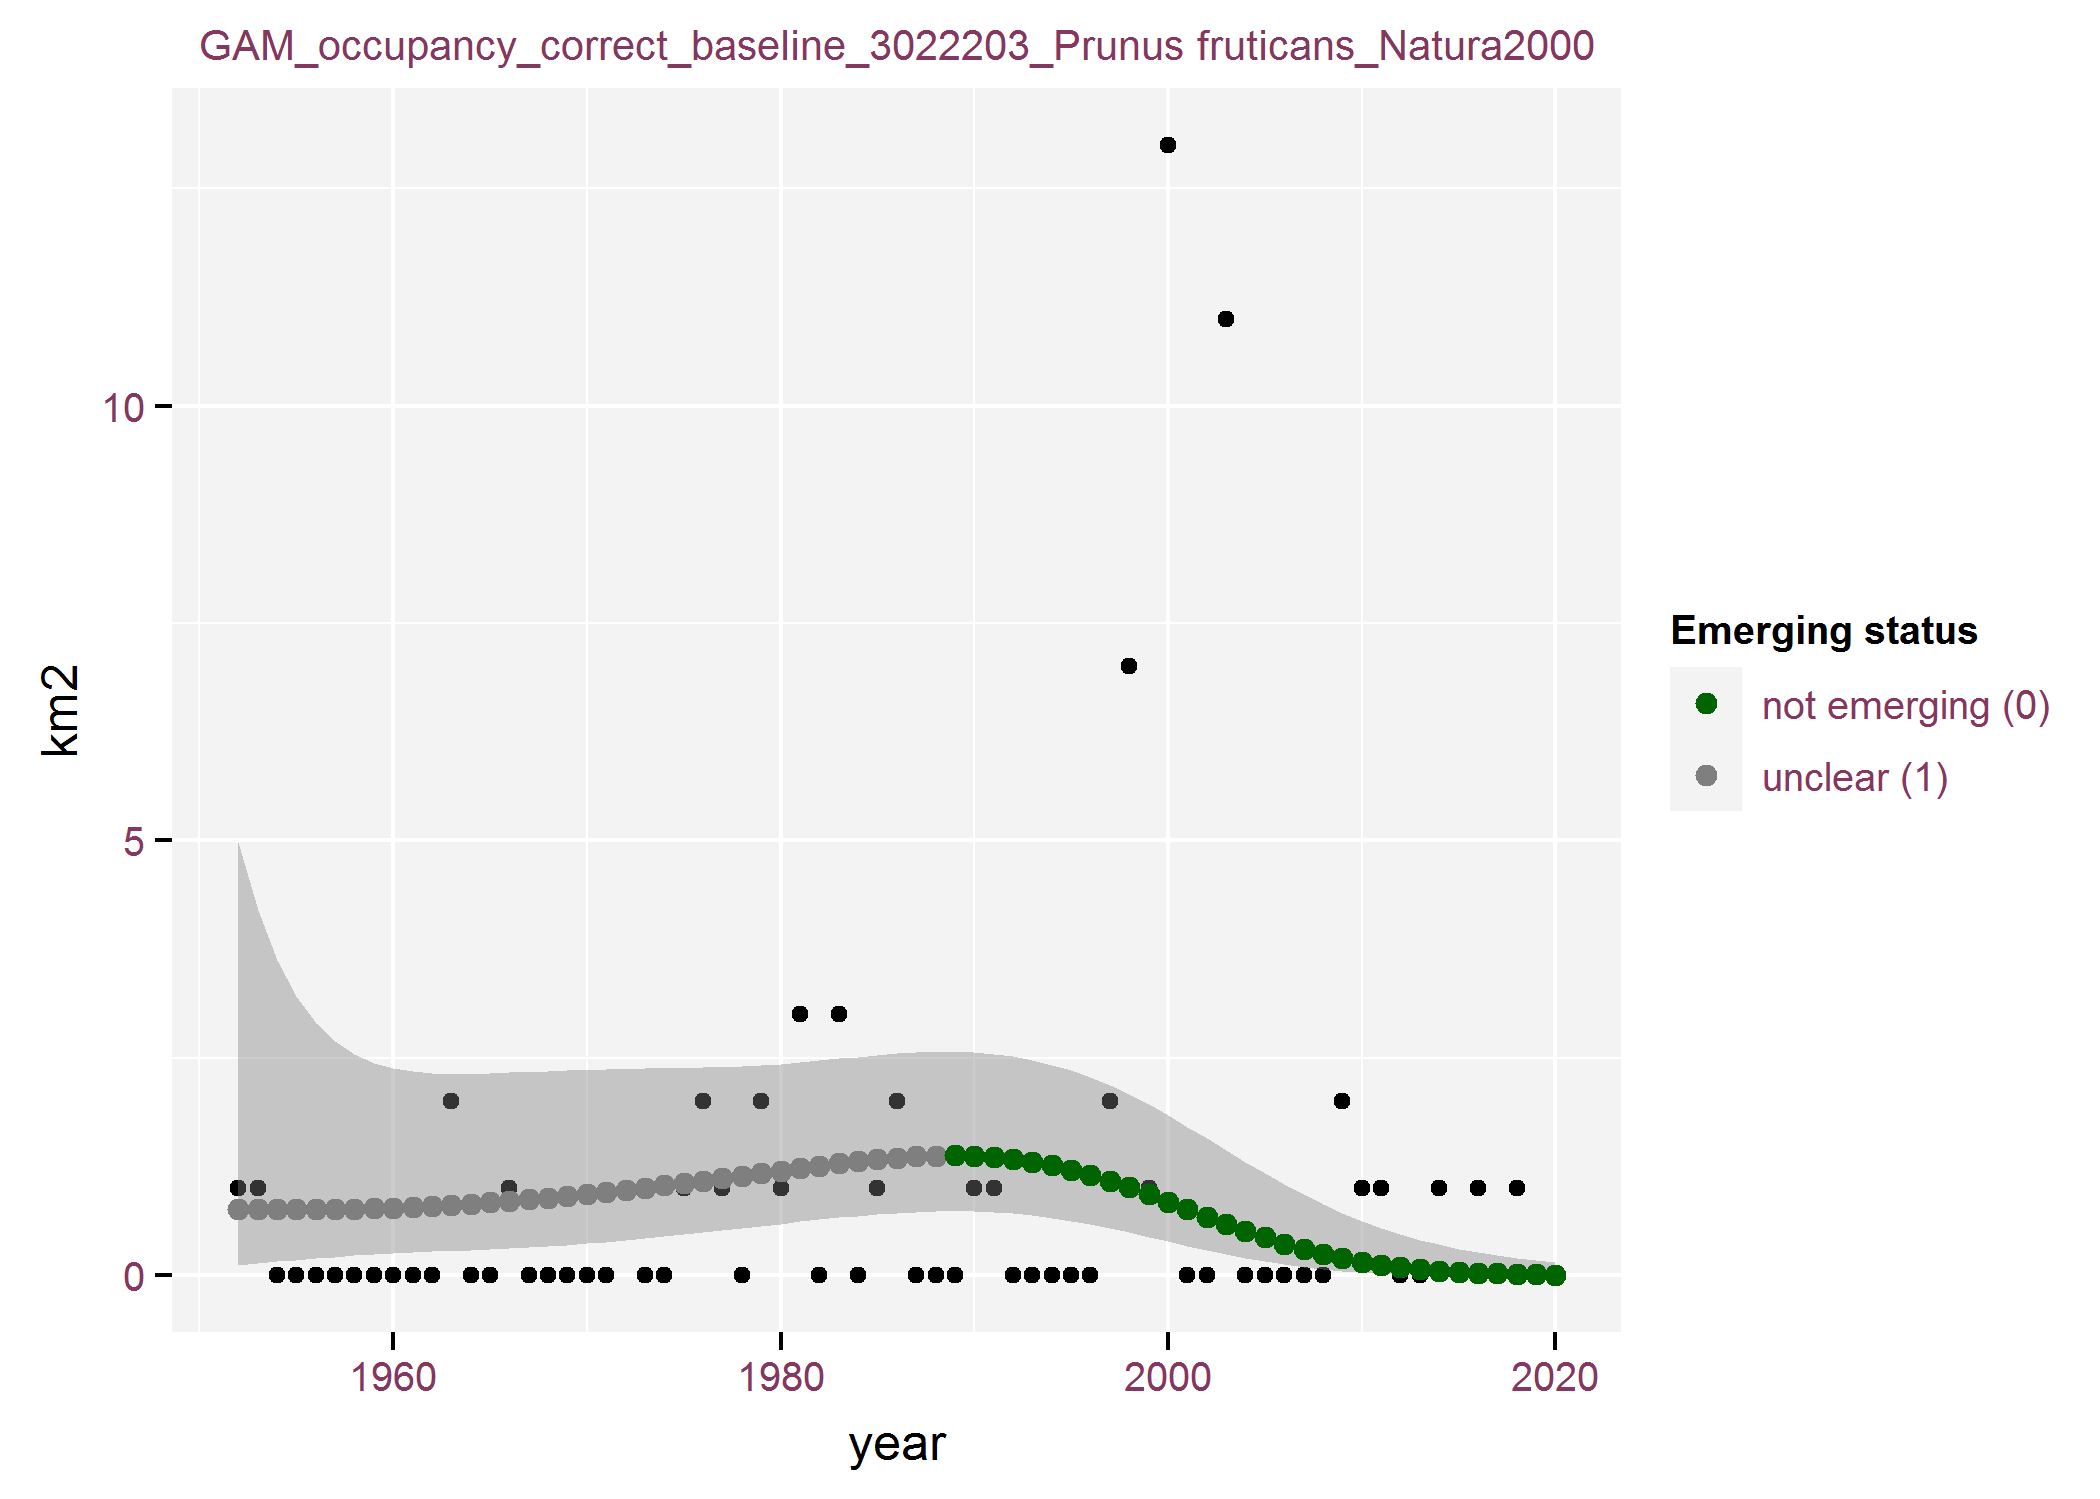 GAM_occupancy_correct_baseline_3022203_Prunus fruticans_Natura2000
10
5
0
km2
1960
1980
2000
2020
year
Emerging status
not emerging (0)
unclear (1)